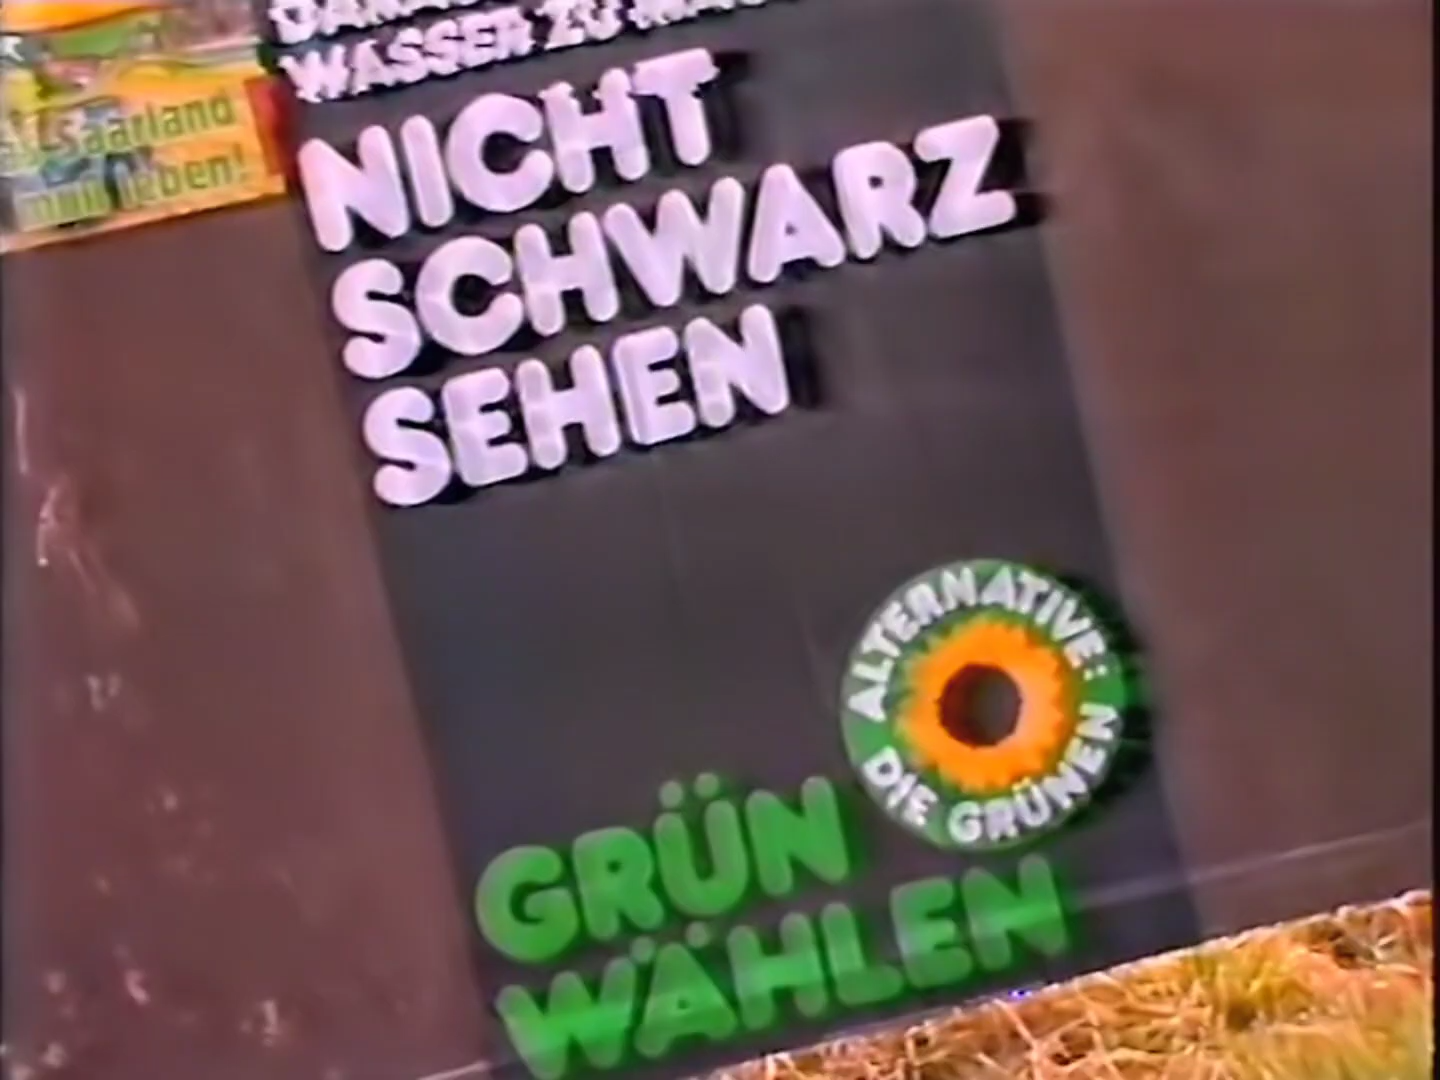 WASSER ZU
NICHT
SCHWARZ
SEHEN
Saarland
leben!
ALTERNATIVE:
DIE GRÜNEN
GRÜN
WÄHLEN